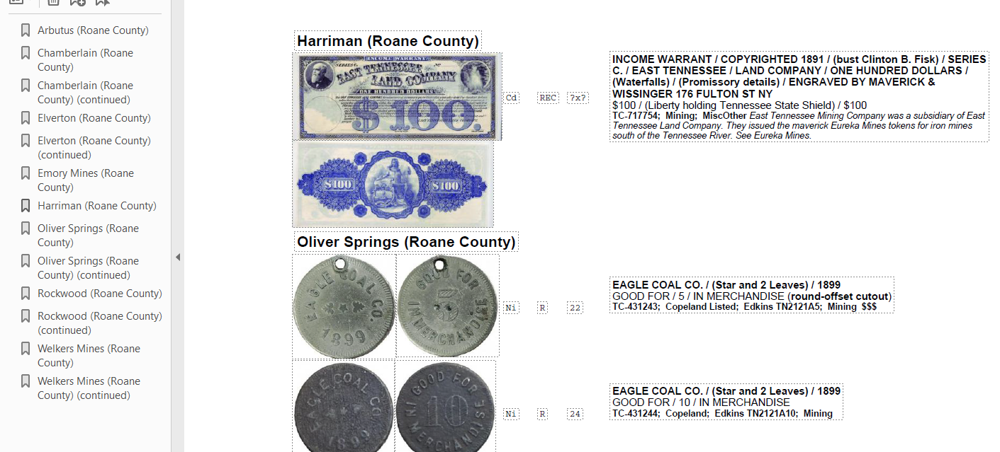 Arbutus (Roane County)
Chamberlain (Roane
County)
Chamberlain (Roane
County) (continued)
Elverton (Roane County)
Elverton (Roane County)
(continued)
Emory Mines (Roane
County)
Harriman (Roane County)
Oliver Springs (Roane
County)
Oliver Springs (Roane
County) (continued)
Rockwood (Roane County)
Rockwood (Roane County)
(continued)
Welkers Mines (Roane
County)
Welkers Mines (Roane
County) (continued)
Harriman (Roane County)
INCOME WARRANT
SERIES C.
No
EAST TENNESSEE
LAND COMPANY
ONE HUNDRED DOLLARS
$100.
$100
$100
Cd
REC
?x?
INCOME WARRANT / COPYRIGHTED 1891 / (bust Clinton B. Fisk) / SERIES
C. / EAST TENNESSEE / LAND COMPANY / ONE HUNDRED DOLLARS /
(Waterfalls) / (Promissory details) / ENGRAVED BY MAVERICK &
WISSINGER 176 FULTON ST NY
$100 / (Liberty holding Tennessee State Shield) / $100
TC-717754; Mining; MiscOther East Tennessee Mining Company was a subsidiary of East
Tennessee Land Company. They issued the maverick Eureka Mines tokens for iron mines
south of the Tennessee River. See Eureka Mines.
Oliver Springs (Roane County)
EAGLE COAL CO.
1899
GOOD FOR
5
IN MERCHANDISE
Ni
R
22
EAGLE COAL CO. / (Star and 2 Leaves) / 1899
GOOD FOR / 5 / IN MERCHANDISE (round-offset cutout)
TC-431243; Copeland Listed; Edkins TN2121A5; Mining $$$
EAGLE COAL CO.
1899
GOOD FOR
10
IN MERCHANDISE
Ni
R
24
EAGLE COAL CO. / (Star and 2 Leaves) / 1899
GOOD FOR / 10 / IN MERCHANDISE
TC-431244; Copeland; Edkins TN2121A10; Mining